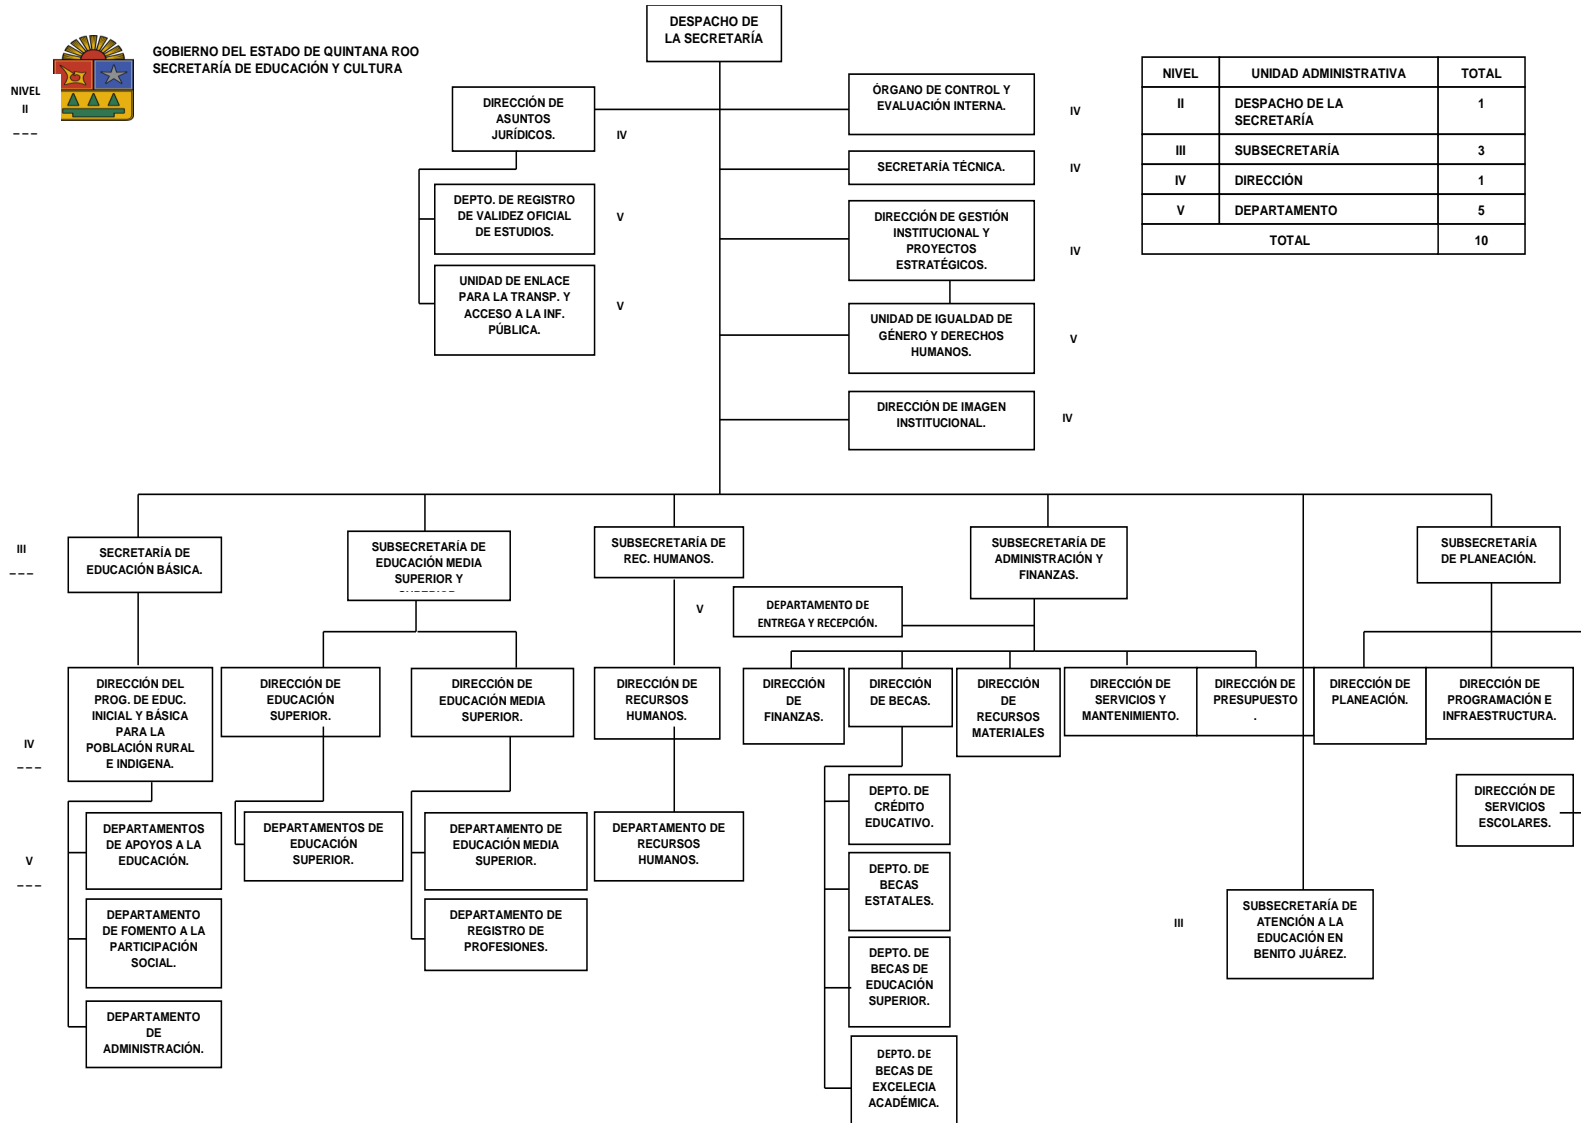 DESPACHO DE
LA SECRETARÍA
GOBIERNO DEL ESTADO DE QUINTANA ROO
SECRETARÍA DE EDUCACIÓN Y CULTURA
NIVEL
II
---
DIRECCIÓN DE
ASUNTOS
JURÍDICOS.
IV
DEPTO. DE REGISTRO
DE VALIDEZ OFICIAL
DE ESTUDIOS.
V
UNIDAD DE ENLACE
PARA LA TRANSP. Y
ACCESO A LA INF.
PÚBLICA.
V
ÓRGANO DE CONTROL Y
EVALUACIÓN INTERNA.
IV
SECRETARÍA TÉCNICA.
IV
DIRECCIÓN DE GESTIÓN
INSTITUCIONAL Y
PROYECTOS
ESTRATÉGICOS.
IV
UNIDAD DE IGUALDAD DE
GÉNERO Y DERECHOS
HUMANOS.
V
DIRECCIÓN DE IMAGEN
INSTITUCIONAL.
IV
NIVEL UNIDAD ADMINISTRATIVA TOTAL
II DESPACHO DE LA 1
SECRETARÍA
III SUBSECRETARÍA 3
IV DIRECCIÓN 1
V DEPARTAMENTO 5
TOTAL 10
III
---
SECRETARÍA DE
EDUCACIÓN BÁSICA.
SUBSECRETARÍA DE
EDUCACIÓN MEDIA
SUPERIOR Y
SUBSECRETARÍA DE
REC. HUMANOS.
SUBSECRETARÍA DE
ADMINISTRACIÓN Y
FINANZAS.
SUBSECRETARÍA
DE PLANEACIÓN.
V
DEPARTAMENTO DE
ENTREGA Y RECEPCIÓN.
IV
---
DIRECCIÓN DEL
PROG. DE EDUC.
INICIAL Y BÁSICA
PARA LA
POBLACIÓN RURAL
E INDIGENA.
DIRECCIÓN DE
EDUCACIÓN
SUPERIOR.
DIRECCIÓN DE
EDUCACIÓN MEDIA
SUPERIOR.
DIRECCIÓN DE
RECURSOS
HUMANOS.
DIRECCIÓN
DE
FINANZAS.
DIRECCIÓN
DE BECAS.
DIRECCIÓN
DE
RECURSOS
MATERIALES
DIRECCIÓN DE
SERVICIOS Y
MANTENIMIENTO.
DIRECCIÓN DE
PRESUPUESTO
.
DIRECCIÓN DE
PLANEACIÓN.
DIRECCIÓN DE
PROGRAMACIÓN E
INFRAESTRUCTURA.
V
---
DEPARTAMENTOS
DE APOYOS A LA
EDUCACIÓN.
DEPARTAMENTO
DE FOMENTO A LA
PARTICIPACIÓN
SOCIAL.
DEPARTAMENTO
DE
ADMINISTRACIÓN.
DEPARTAMENTOS DE
EDUCACIÓN
SUPERIOR.
DEPARTAMENTO DE
EDUCACIÓN MEDIA
SUPERIOR.
DEPARTAMENTO DE
REGISTRO DE
PROFESIONES.
DEPARTAMENTO DE
RECURSOS
HUMANOS.
DEPTO. DE
CRÉDITO
EDUCATIVO.
DEPTO. DE
BECAS
ESTATALES.
DEPTO. DE
BECAS DE
EDUCACIÓN
SUPERIOR.
DEPTO. DE
BECAS DE
EXCELECIA
ACADÉMICA.
III
SUBSECRETARÍA DE
ATENCIÓN A LA
EDUCACIÓN EN
BENITO JUÁREZ.
DIRECCIÓN DE
SERVICIOS
ESCOLARES.